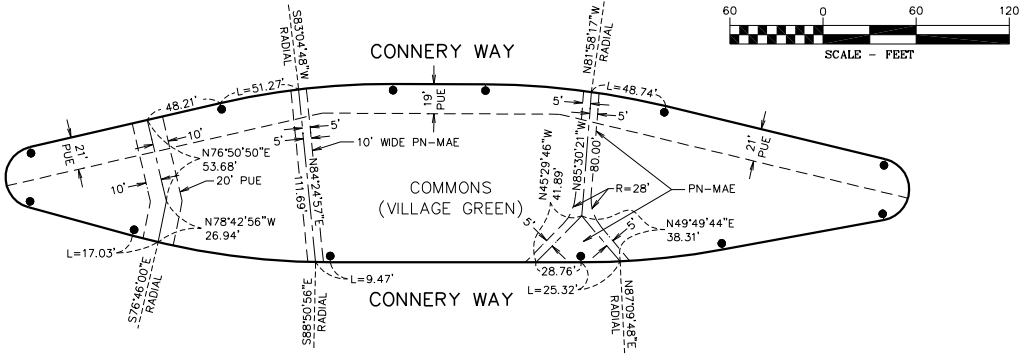 60
0
60
120
SCALE - FEET
CONNERY WAY
S83°04'48"W
RADIAL
N81°58'17"W
RADIAL
48.21'
L=51.27'
L=48.74'
19'
PUE
5'
5'
21'
PUE
10'
5'
5'
10' WIDE PN-MAE
21'
PUE
N76°50'50"E
53.68'
20' PUE
10'
N84°24'57"E
111.69'
N45°29'46"W
41.89'
N85°30'21"W
80.00'
R=28'
PN-MAE
COMMONS
(VILLAGE GREEN)
N78°42'56"W
26.94'
N49°49'44"E
38.31'
5'
5'
L=17.03'
S76°46'00"E
RADIAL
L=9.47'
28.76'
L=25.32'
S88°50'56"E
RADIAL
N87°09'48"E
RADIAL
CONNERY WAY